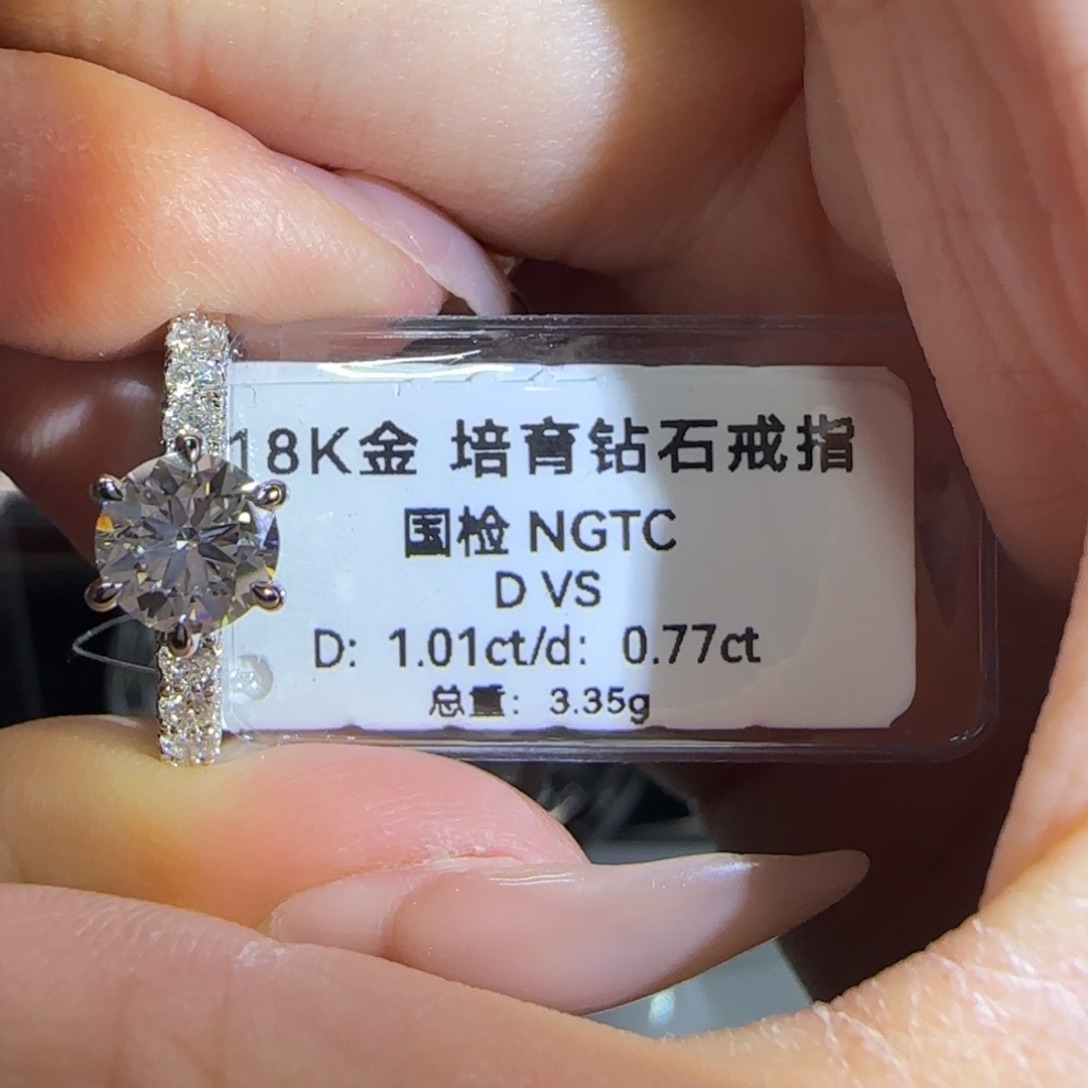 18K金 培育钻石戒指
国检 NGTC
D VS
D: 1.01ct/d: 0.77ct
总重: 3.35g